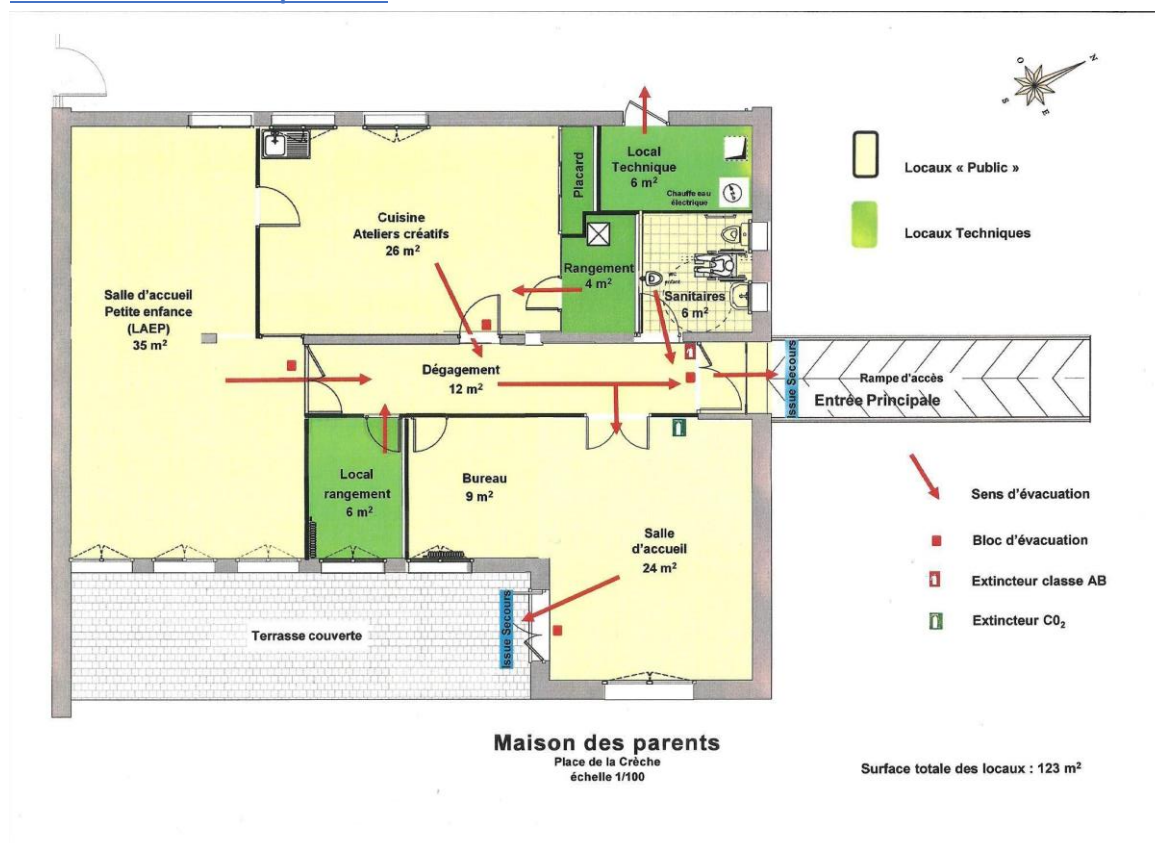 N
O
S
E
Locaux « Public »
Locaux Techniques
Local
Technique
6 m²
Chauffe eau
électrique
Placard
Cuisine
Ateliers créatifs
26 m²
Rangement
4 m²
Sanitaires
6 m²
Salle d'accueil
Petite enfance
(LAEP)
35 m²
Dégagement
12 m²
Issue Secours
Rampe d'accès
Entrée Principale
Local
rangement
6 m²
Bureau
9 m²
Salle
d'accueil
24 m²
Issue Secours
Terrasse couverte
Sens d'évacuation
Bloc d'évacuation
Extincteur classe AB
Extincteur C0₂
Maison des parents
Place de la Crèche
échelle 1/100
Surface totale des locaux : 123 m²